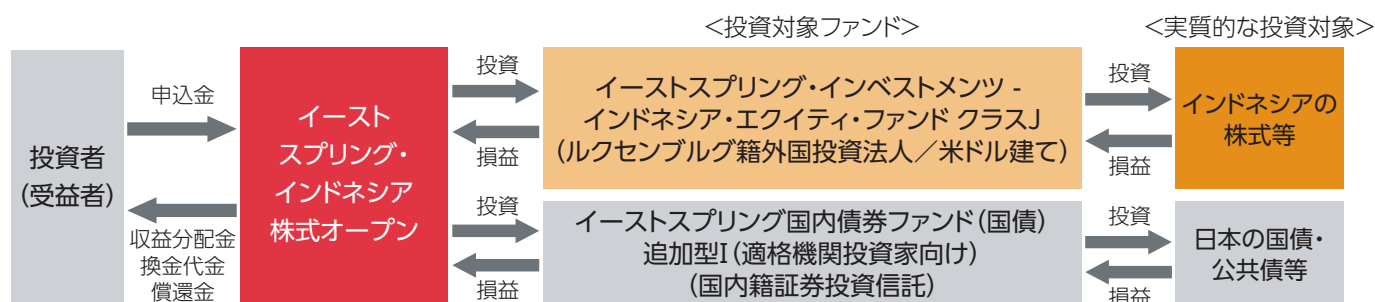 ＜投資対象ファンド＞
＜実質的な投資対象＞
投資者
（受益者）
申込金
収益分配金
換金代金
償還金
イースト
スプリング・
インドネシア
株式オープン
投資
損益
イーストスプリング・インベストメンツ -
インドネシア・エクイティ・ファンド クラスJ
（ルクセンブルグ籍外国投資法人／米ドル建て）
投資
損益
インドネシアの
株式等
投資
損益
イーストスプリング国内債券ファンド（国債）
追加型I（適格機関投資家向け）
（国内籍証券投資信託）
投資
損益
日本の国債・
公共債等